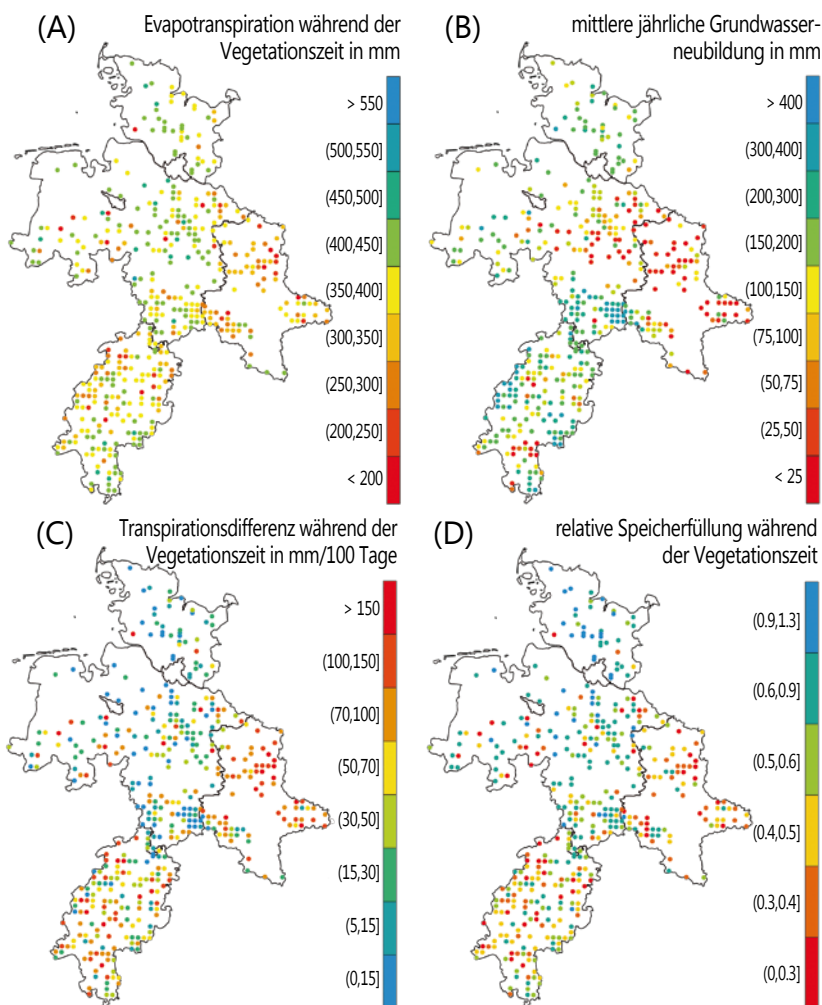 (A)
Evapotranspiration während der
Vegetationszeit in mm
> 550
(500,550]
(450,500]
(400,450]
(350,400]
(300,350]
(250,300]
(200,250]
< 200
(B)
mittlere jährliche Grundwasser-
neubildung in mm
> 400
(300,400]
(200,300]
(150,200]
(100,150]
(75,100]
(50,75]
(25,50]
< 25
(C)
Transpirationsdifferenz während der
Vegetationszeit in mm/100 Tage
> 150
(100,150]
(70,100]
(50,70]
(30,50]
(15,30]
(5,15]
(0,15]
(D)
relative Speicherfüllung während
der Vegetationszeit
(0.9,1.3]
(0.6,0.9]
(0.5,0.6]
(0.4,0.5]
(0.3,0.4]
(0,0.3]